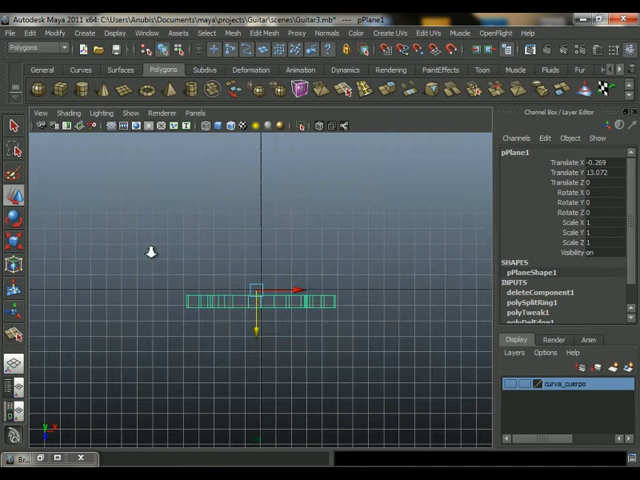 Autodesk Maya 2011 x64: C:\Users\Anubis\Documents\maya\projects\Guitar\scenes\Guitar3.mb* --- pPlane1
File Edit Modify Create Display Window Assets Select Mesh Edit Mesh Proxy Normals Color Create UVs Edit UVs Muscle OpenFlight Help
Polygons
General Curves Surfaces Polygons Subdivs Deformation Animation Dynamics Rendering PaintEffects Toon Muscle Fluids
View Shading Lighting Show Renderer Panels
Channel Box / Layer Editor
Channels Edit Object Show
pPlane1
Translate X -0.269
Translate Y 13.072
Translate Z 0
Rotate X 0
Rotate Y 0
Rotate Z 0
Scale X 1
Scale Y 1
Scale Z 1
Visibility on
SHAPES
pPlaneShape1
INPUTS
deleteComponent1
polySplitRing1
polyTweak1
polyDelEdge1
Display Render Anim
Layers Options Help
curva_cuerpo
y x
Br...